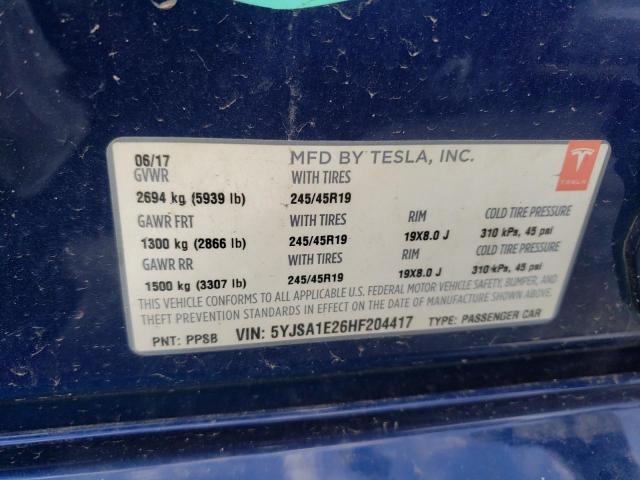 06/17 MFD BY TESLA, INC.
GVWR WITH TIRES
2694 kg (5939 lb) 245/45R19
GAWR FRT WITH TIRES RIM COLD TIRE PRESSURE
1300 kg (2866 lb) 245/45R19 19X8.0 J 310 kPa, 45 psi
GAWR RR WITH TIRES RIM COLD TIRE PRESSURE
1500 kg (3307 lb) 245/45R19 19X8.0 J 310 kPa, 45 psi
THIS VEHICLE CONFORMS TO ALL APPLICABLE U.S. FEDERAL MOTOR VEHICLE SAFETY, BUMPER, AND
THEFT PREVENTION STANDARDS IN EFFECT ON THE DATE OF MANUFACTURE SHOWN ABOVE.
PNT: PPSB VIN: 5YJSA1E26HF204417 TYPE: PASSENGER CAR
TESLA